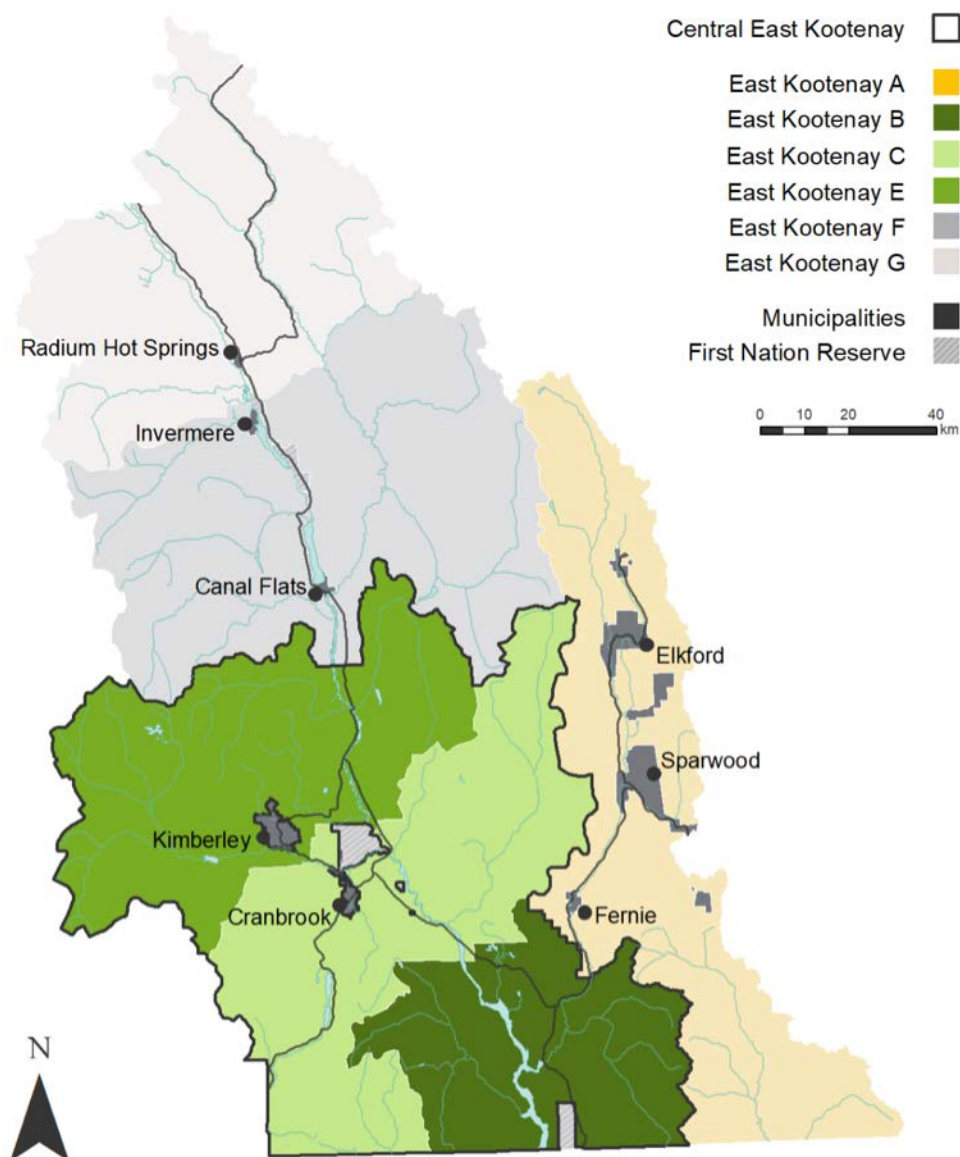 Central East Kootenay
East Kootenay A
East Kootenay B
East Kootenay C
East Kootenay E
East Kootenay F
East Kootenay G
Municipalities
First Nation Reserve
0 10 20 40
km
Radium Hot Springs
Invermere
Canal Flats
Elkford
Sparwood
Kimberley
Cranbrook
Fernie
N